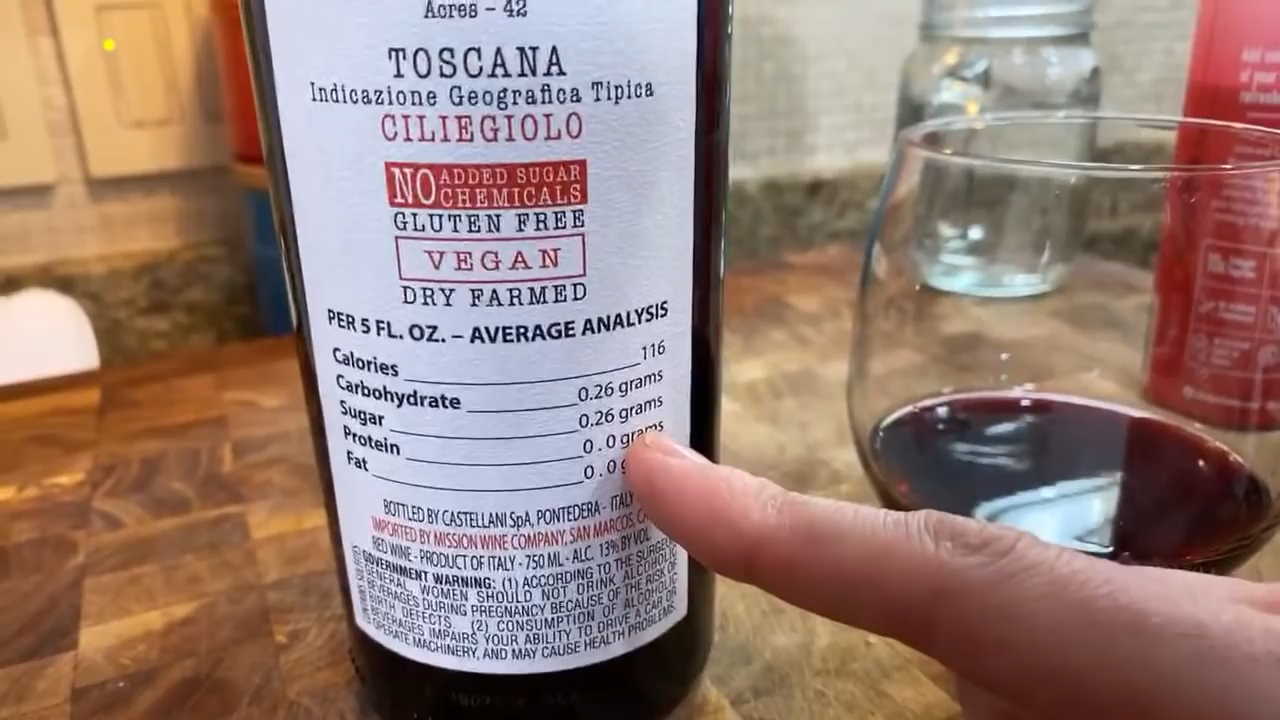 Acres – 42
TOSCANA
Indicazione Geografica Tipica
CILIEGIOLO
NO ADDED SUGAR
CHEMICALS
GLUTEN FREE
VEGAN
DRY FARMED
PER 5 FL. OZ. – AVERAGE ANALYSIS
Calories 116
Carbohydrate 0.26 grams
Sugar 0.26 grams
Protein 0.0 grams
Fat 0.0 g
BOTTLED BY CASTELLANI SpA, PONTEDERA - ITALY
IMPORTED BY MISSION WINE COMPANY, SAN MARCOS, C
RED WINE - PRODUCT OF ITALY - 750 ML - ALC. 13% BY VOL.
GOVERNMENT WARNING: (1) ACCORDING TO THE SURGEON
GENERAL, WOMEN SHOULD NOT DRINK ALCOHOLIC
BEVERAGES DURING PREGNANCY BECAUSE OF THE RISK OF
BIRTH DEFECTS. (2) CONSUMPTION OF ALCOHOLIC
BEVERAGES IMPAIRS YOUR ABILITY TO DRIVE A CAR OR
OPERATE MACHINERY, AND MAY CAUSE HEALTH PROBLEMS.
Add
of your